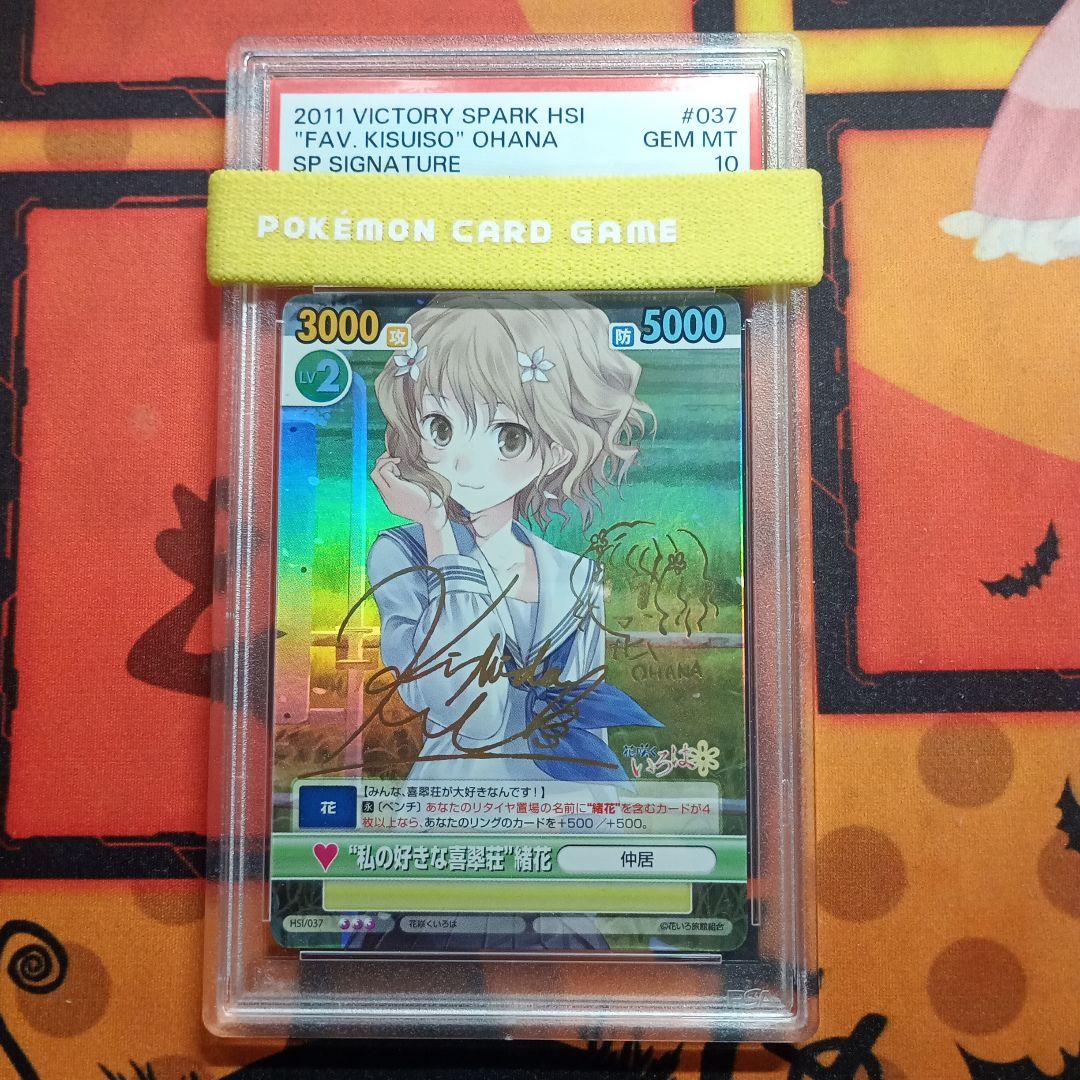 2011 VICTORY SPARK HSI #037
"FAV. KISUISO" OHANA GEM MT
SP SIGNATURE 10
POKÉMON CARD GAME
3000 攻 防 5000
LV 2
OHANA
花咲く
いろは
【みんな、喜翆荘が大好きなんです!】
花
永〔ベンチ〕あなたのリタイヤ置場の名前に“緒花”を含むカードが4
枚以上なら、あなたのリングのカードを+500/+500。
“私の好きな喜翆荘”緒花 仲居
HSI/037 花咲くいろは ©花いろ旅館組合
PSA